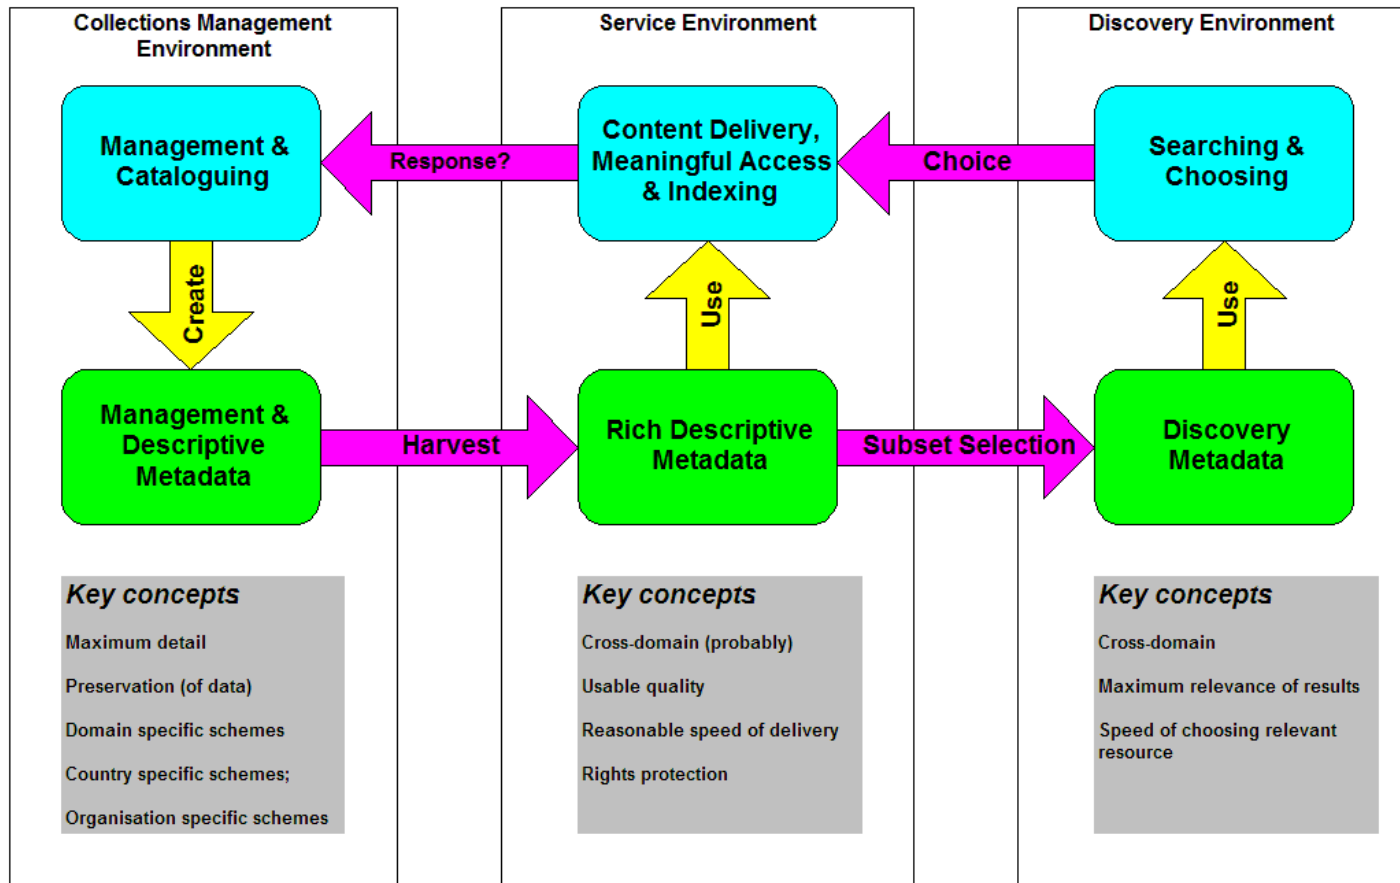 Collections Management
Environment
Service Environment
Discovery Environment
Management &
Cataloguing
Response?
Content Delivery,
Meaningful Access
& Indexing
Choice
Searching &
Choosing
Create
Use
Use
Management &
Descriptive
Metadata
Harvest
Rich Descriptive
Metadata
Subset Selection
Discovery
Metadata
Key concepts:
Maximum detail
Preservation (of data)
Domain specific schemes
Country specific schemes;
Organisation specific schemes
Key concepts:
Cross-domain (probably)
Usable quality
Reasonable speed of delivery
Rights protection
Key concepts:
Cross-domain
Maximum relevance of results
Speed of choosing relevant
resource